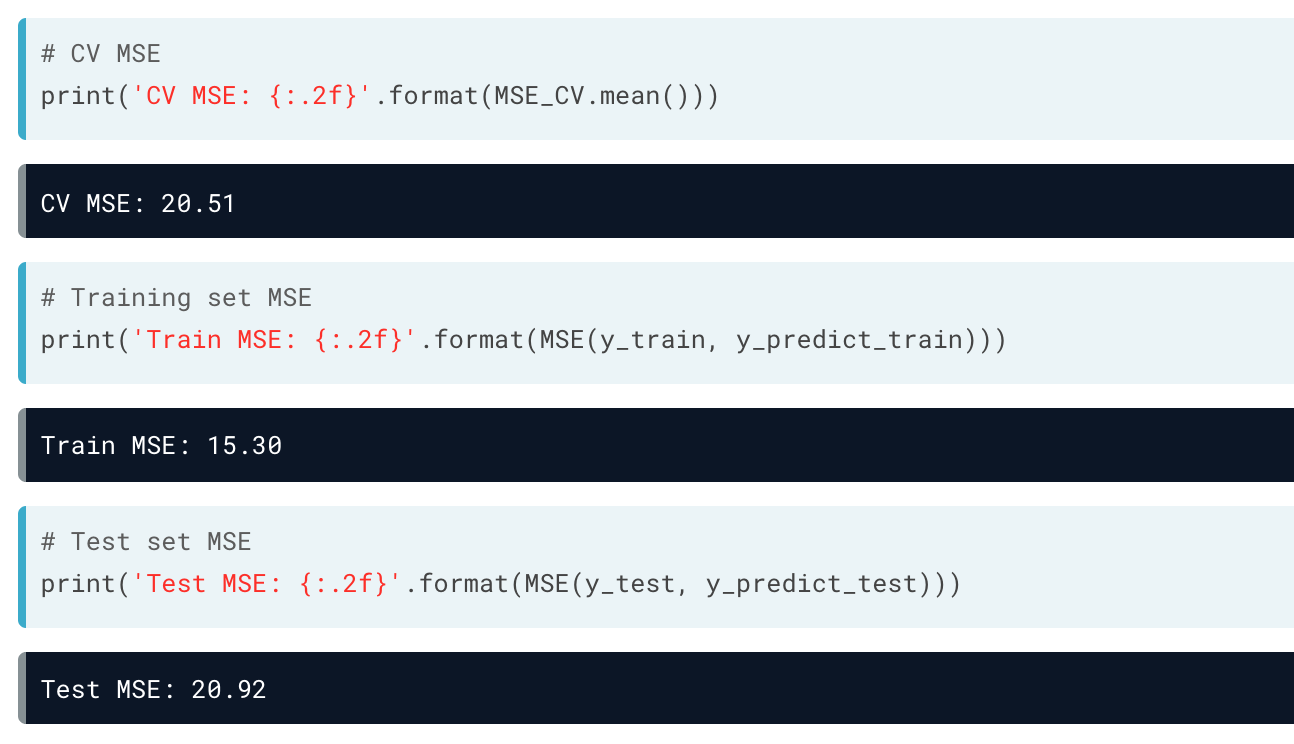 # CV MSE
print('CV MSE: {:.2f}'.format(MSE_CV.mean()))
CV MSE: 20.51
# Training set MSE
print('Train MSE: {:.2f}'.format(MSE(y_train, y_predict_train)))
Train MSE: 15.30
# Test set MSE
print('Test MSE: {:.2f}'.format(MSE(y_test, y_predict_test)))
Test MSE: 20.92